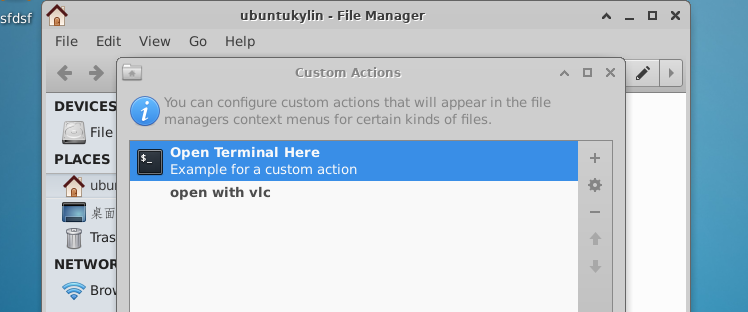 sfdsf
ubuntukylin - File Manager
File Edit View Go Help
Custom Actions
You can configure custom actions that will appear in the file
managers context menus for certain kinds of files.
DEVICES
File
PLACES
ubun
桌面
Tras
NETWOR
Brow
$_
Open Terminal Here
Example for a custom action
open with vlc